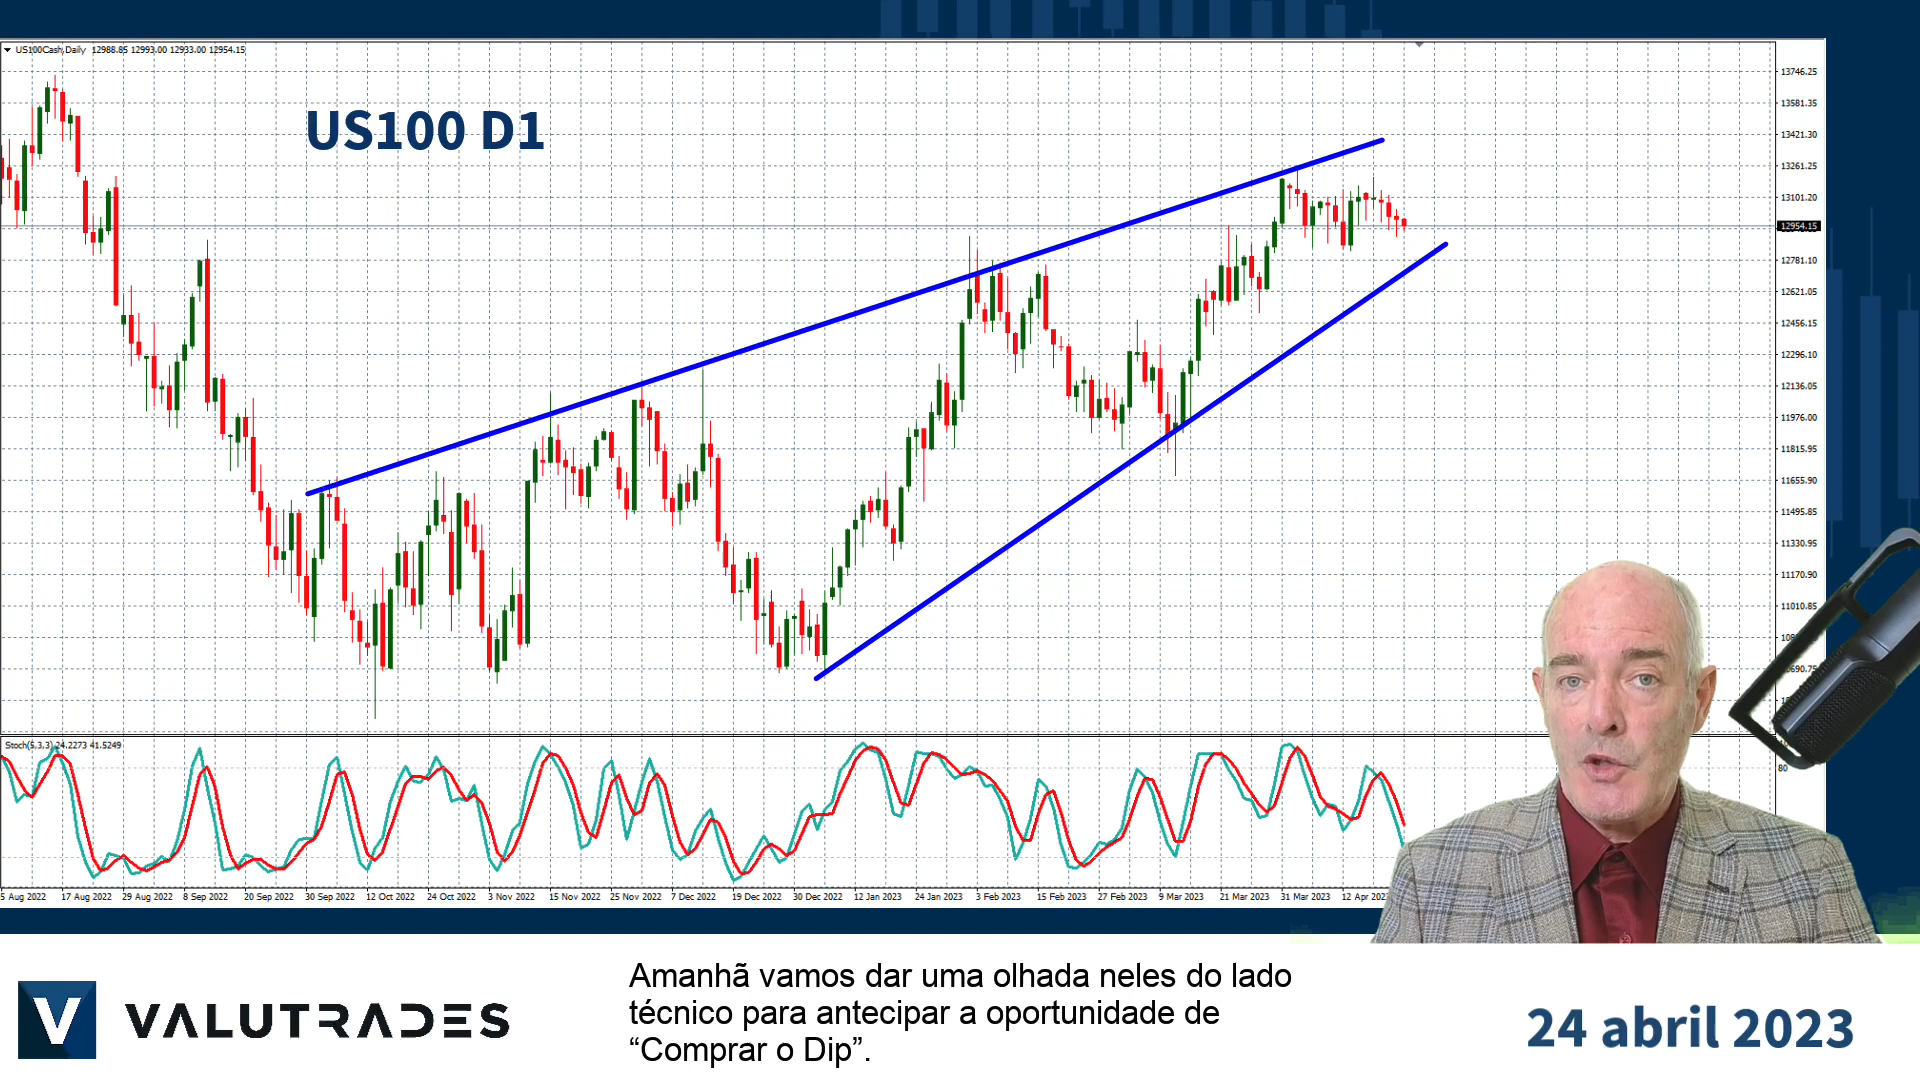 US100Cash,Daily 12988.85 12993.00 12933.00 12954.15
US100 D1
13746.25
13581.35
13421.30
13261.25
13101.20
12954.15
12781.10
12621.05
12456.15
12296.10
12136.05
11976.00
11815.95
11655.90
11495.85
11330.95
11170.90
11010.85
Stoch(5,3,3) 24.2273 41.5249
80
5 Aug 2022 17 Aug 2022 29 Aug 2022 8 Sep 2022 20 Sep 2022 30 Sep 2022 12 Oct 2022 24 Oct 2022 3 Nov 2022 15 Nov 2022 25 Nov 2022 7 Dec 2022 19 Dec 2022 30 Dec 2022 12 Jan 2023 24 Jan 2023 3 Feb 2023 15 Feb 2023 27 Feb 2023 9 Mar 2023 21 Mar 2023 31 Mar 2023 12 Apr
V VALUTRADES
Amanhã vamos dar uma olhada neles do lado
técnico para antecipar a oportunidade de
“Comprar o Dip”.
24 abril 2023